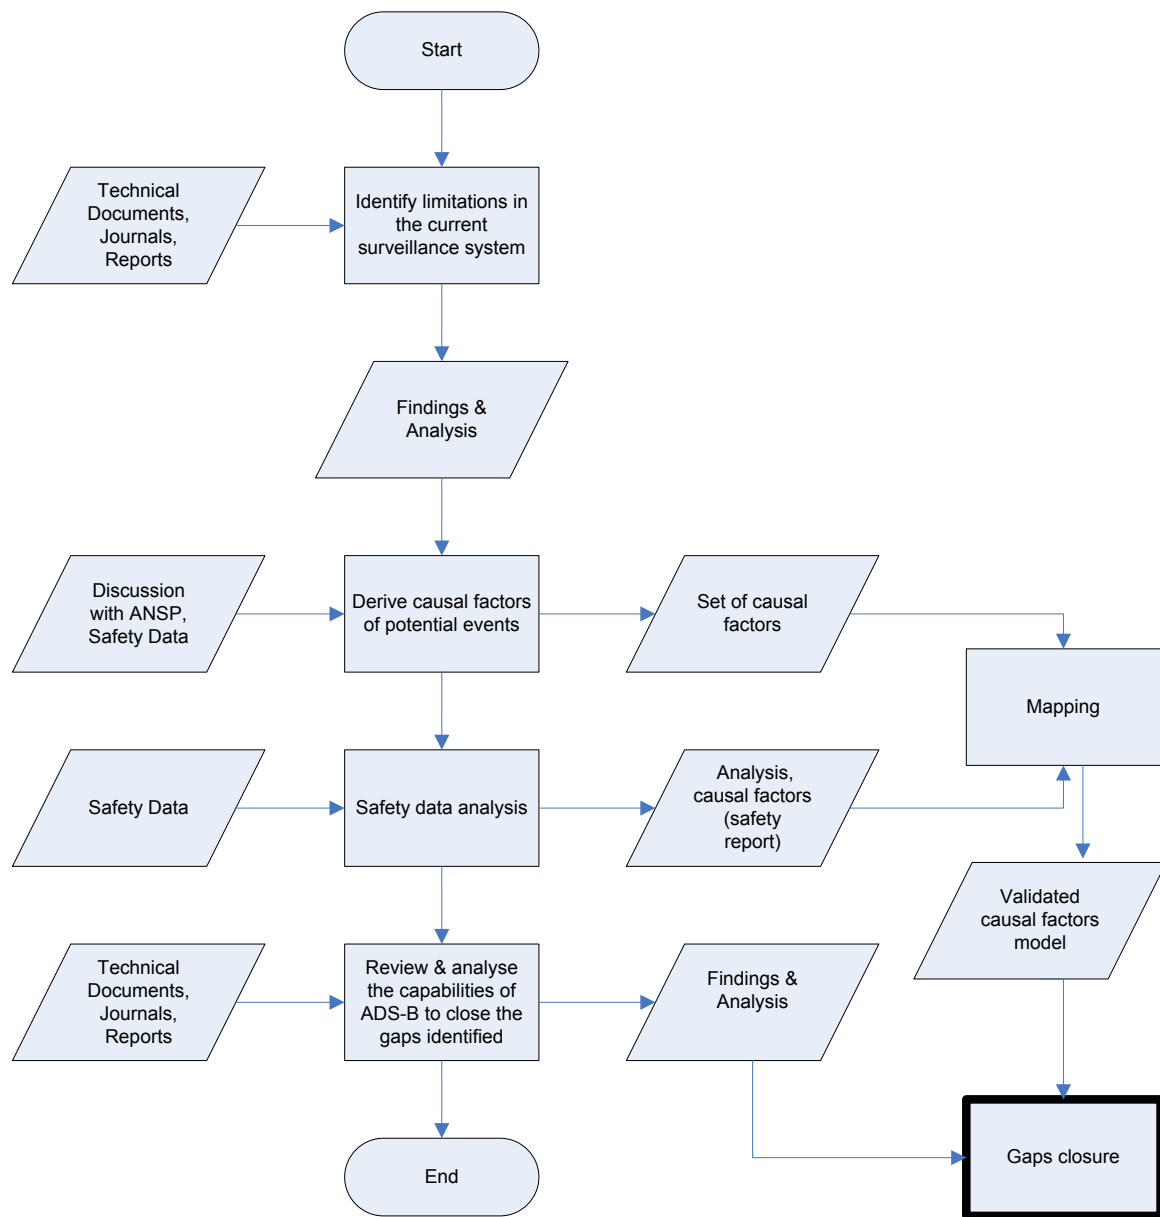 Start
Technical
Documents,
Journals,
Reports
Identify limitations in
the current
surveillance system
Findings &
Analysis
Discussion
with ANSP,
Safety Data
Derive causal factors
of potential events
Set of causal
factors
Mapping
Safety Data
Safety data analysis
Analysis,
causal factors
(safety
report)
Validated
causal factors
model
Technical
Documents,
Journals,
Reports
Review & analyse
the capabilities of
ADS-B to close the
gaps identified
Findings &
Analysis
End
Gaps closure